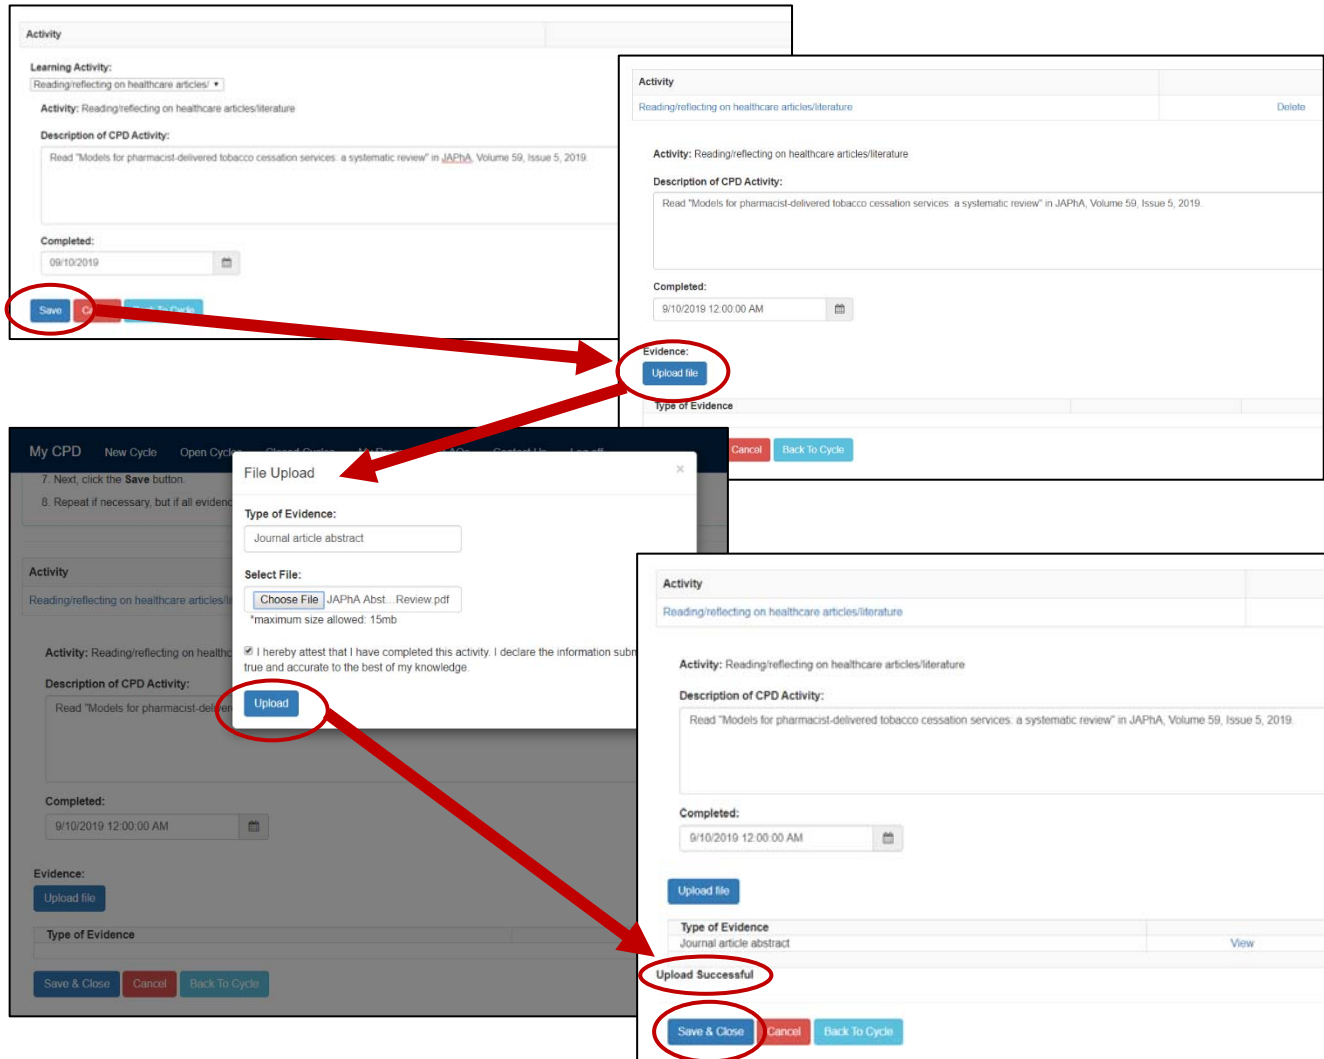 Activity
Learning Activity:
Reading/reflecting on healthcare articles/
Activity: Reading/reflecting on healthcare articles/literature
Description of CPD Activity:
Read "Models for pharmacist-delivered tobacco cessation services: a systematic review" in JAPhA, Volume 59, Issue 5, 2019.
Completed:
09/10/2019
Save
Back To Cycle
Activity
Reading/reflecting on healthcare articles/literature Delete
Activity: Reading/reflecting on healthcare articles/literature
Description of CPD Activity:
Read "Models for pharmacist-delivered tobacco cessation services: a systematic review" in JAPhA, Volume 59, Issue 5, 2019.
Completed:
9/10/2019 12:00:00 AM
Evidence:
Upload file
Type of Evidence
Cancel Back To Cycle
My CPD New Cycle Open Cycles
7. Next, click the Save button.
8. Repeat if necessary, but if all evidenc
File Upload ×
Type of Evidence:
Journal article abstract
Select File:
Choose File JAPhA Abst...Review.pdf
*maximum size allowed: 15mb
I hereby attest that I have completed this activity. I declare the information subm
true and accurate to the best of my knowledge.
Upload
Activity
Reading/reflecting on healthcare articles/li
Activity: Reading/reflecting on healthc
Description of CPD Activity:
Read "Models for pharmacist-deliver
Completed:
9/10/2019 12:00:00 AM
Evidence:
Upload file
Type of Evidence
Save & Close Cancel Back To Cycle
Activity
Reading/reflecting on healthcare articles/literature
Activity: Reading/reflecting on healthcare articles/literature
Description of CPD Activity:
Read "Models for pharmacist-delivered tobacco cessation services: a systematic review" in JAPhA, Volume 59, Issue 5, 2019.
Completed:
9/10/2019 12:00:00 AM
Upload file
Type of Evidence
Journal article abstract View
Upload Successful
Save & Close Cancel Back To Cycle